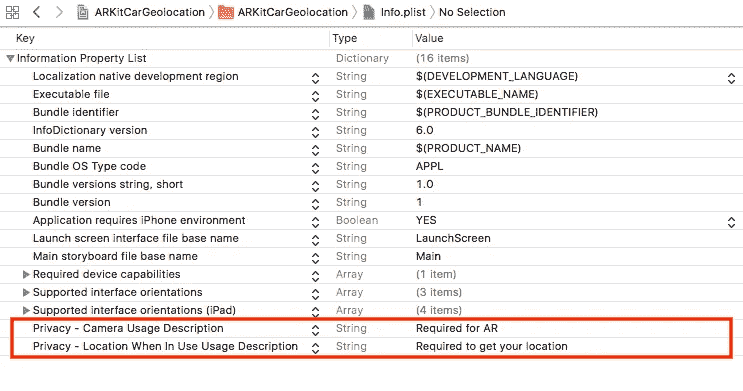 ARKitCarGeolocation ARKitCarGeolocation Info.plist No Selection
Key Type Value
Information Property List Dictionary (16 items)
Localization native development region String $(DEVELOPMENT_LANGUAGE)
Executable file String $(EXECUTABLE_NAME)
Bundle identifier String $(PRODUCT_BUNDLE_IDENTIFIER)
InfoDictionary version String 6.0
Bundle name String $(PRODUCT_NAME)
Bundle OS Type code String APPL
Bundle versions string, short String 1.0
Bundle version String 1
Application requires iPhone environment Boolean YES
Launch screen interface file base name String LaunchScreen
Main storyboard file base name String Main
Required device capabilities Array (1 item)
Supported interface orientations Array (3 items)
Supported interface orientations (iPad) Array (4 items)
Privacy - Camera Usage Description String Required for AR
Privacy - Location When In Use Usage Description String Required to get your location